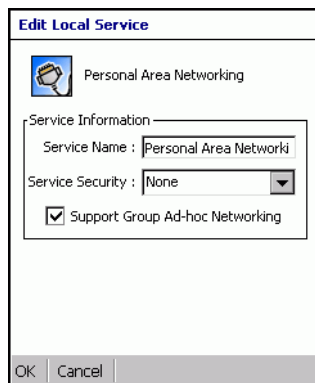 Edit Local Service
Personal Area Networking
Service Information
Service Name : Personal Area Networki
Service Security : None
Support Group Ad-hoc Networking
OK Cancel